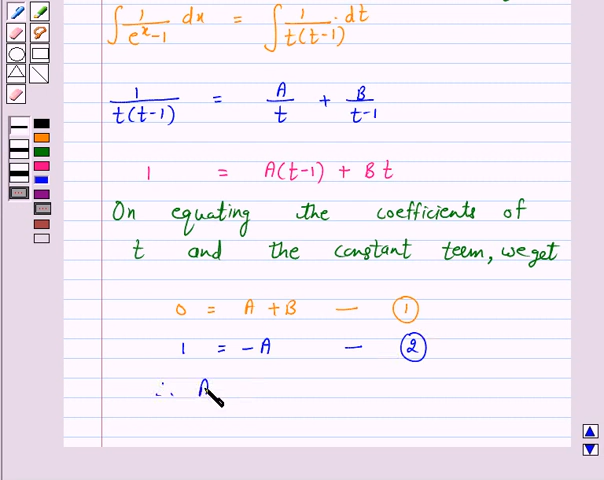 ∫ 1/(e^x-1) dx = ∫ 1/(t(t-1)) · dt
1/(t(t-1)) = A/t + B/(t-1)
1 = A(t-1) + Bt
On equating the coefficients of
t and the constant teem, we get
0 = A + B — ①
1 = -A — ②
∴ A